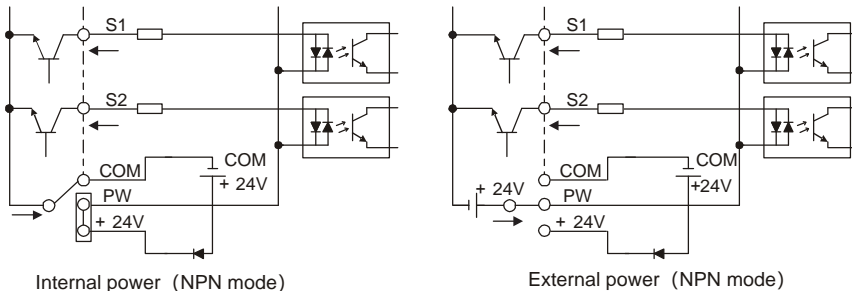 S1
S2
COM
COM
+ 24V
PW
+ 24V
Internal power (NPN mode)
S1
S2
COM
COM
+24V
+ 24V
PW
+ 24V
External power (NPN mode)